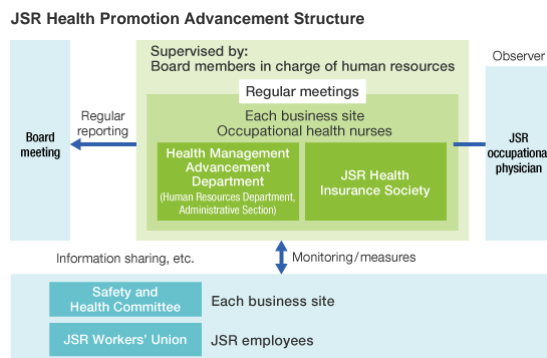 JSR Health Promotion Advancement Structure
Supervised by:
Board members in charge of human resources
Observer
Regular meetings
Regular
reporting
Each business site
Occupational health nurses
Board
meeting
Health Management
Advancement
Department
(Human Resources Department,
Administrative Section)
JSR Health
Insurance Society
JSR
occupational
physician
Information sharing, etc.
Monitoring/measures
Safety and
Health Committee
Each business site
JSR Workers' Union
JSR employees